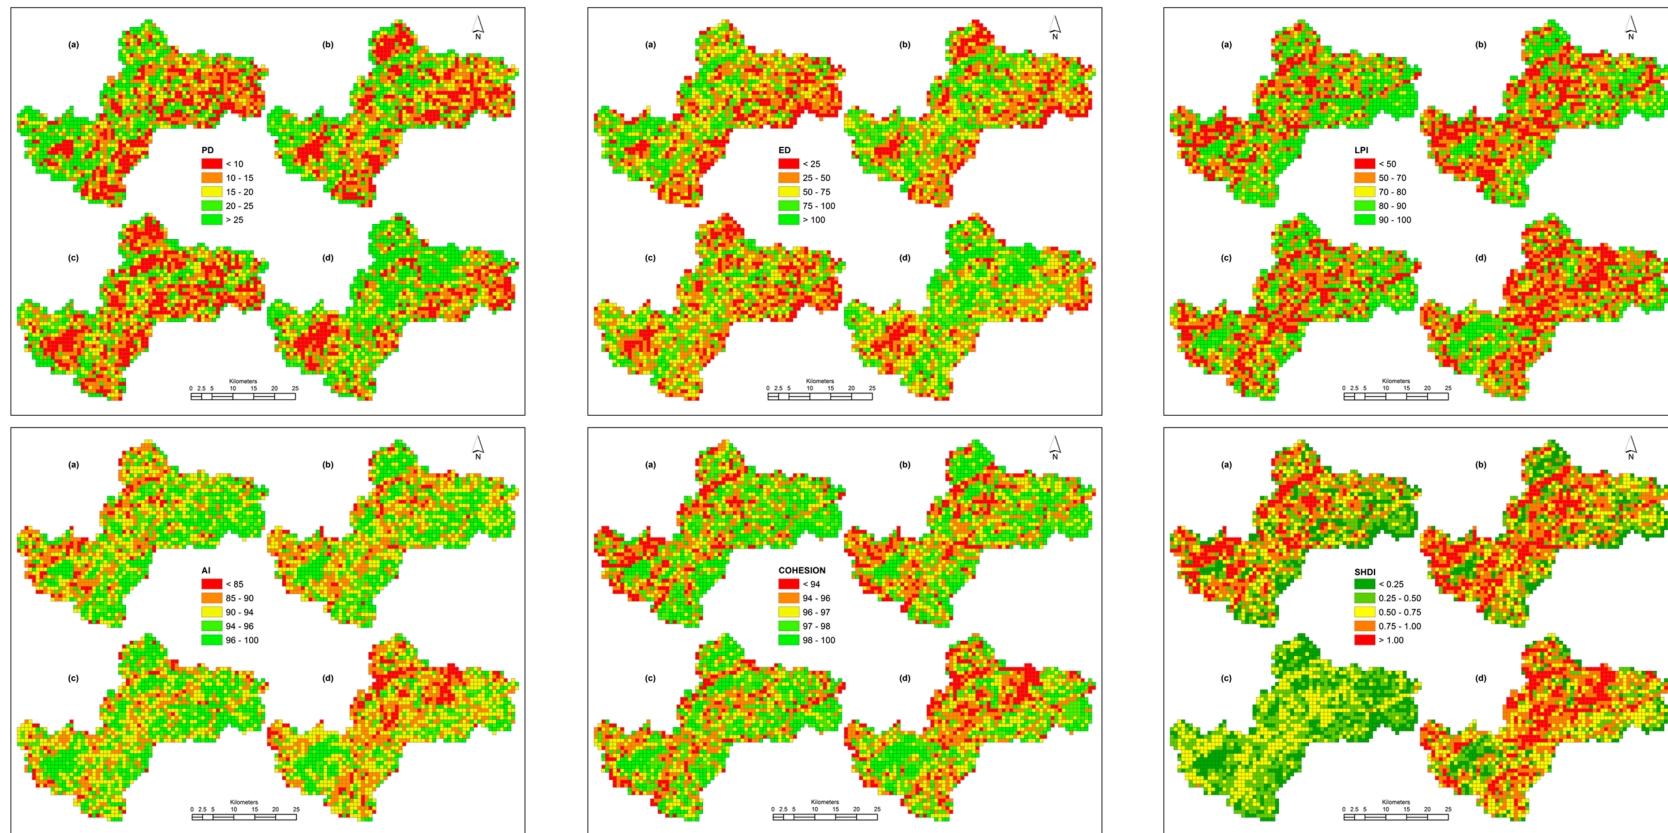 (a)
(b)
N
PD
< 10
10 - 15
15 - 20
20 - 25
> 25
(c)
(d)
Kilometers
0 2.5 5 10 15 20 25
(a)
(b)
N
ED
< 25
25 - 50
50 - 75
75 - 100
> 100
(c)
(d)
Kilometers
0 2.5 5 10 15 20 25
(a)
(b)
N
LPI
< 50
50 - 70
70 - 80
80 - 90
90 - 100
(c)
(d)
Kilometers
0 2.5 5 10 15 20 25
(a)
(b)
N
AI
< 85
85 - 90
90 - 94
94 - 96
96 - 100
(c)
(d)
Kilometers
0 2.5 5 10 15 20 25
(a)
(b)
N
COHESION
< 94
94 - 96
96 - 97
97 - 98
98 - 100
(c)
(d)
Kilometers
0 2.5 5 10 15 20 25
(a)
(b)
N
SHDI
< 0.25
0.25 - 0.50
0.50 - 0.75
0.75 - 1.00
> 1.00
(c)
(d)
Kilometers
0 2.5 5 10 15 20 25